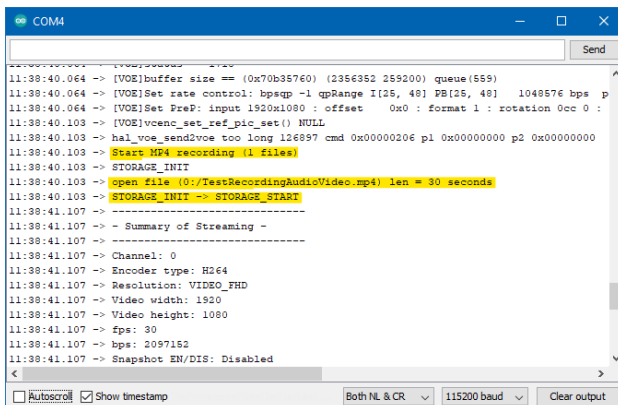 COM4
Send
11:38:40.064 -> [VOE]buffer size == (0x70b35760) (2356352 259200) queue(559)
11:38:40.064 -> [VOE]Set rate control: bpsqp -1 qpRange I[25, 48] PB[25, 48] 1048576 bps p
11:38:40.064 -> [VOE]Set PreP: input 1920x1080 : offset 0x0 : format 1 : rotation 0cc 0 :
11:38:40.103 -> [VOE]vcenc_set_ref_pic_set() NULL
11:38:40.103 -> hal_voe_send2voe too long 126897 cmd 0x00000206 p1 0x00000000 p2 0x00000000
11:38:40.103 -> Start MP4 recording (1 files)
11:38:40.103 -> STORAGE_INIT
11:38:40.103 -> open file (0:/TestRecordingAudioVideo.mp4) len = 30 seconds
11:38:40.103 -> STORAGE_INIT -> STORAGE_START
11:38:41.107 -> ------------------------------
11:38:41.107 -> - Summary of Streaming -
11:38:41.107 -> ------------------------------
11:38:41.107 -> Channel: 0
11:38:41.107 -> Encoder type: H264
11:38:41.107 -> Resolution: VIDEO_FHD
11:38:41.107 -> Video width: 1920
11:38:41.107 -> Video height: 1080
11:38:41.107 -> fps: 30
11:38:41.107 -> bps: 2097152
11:38:41.107 -> Snapshot EN/DIS: Disabled
Autoscroll Show timestamp Both NL & CR 115200 baud Clear output